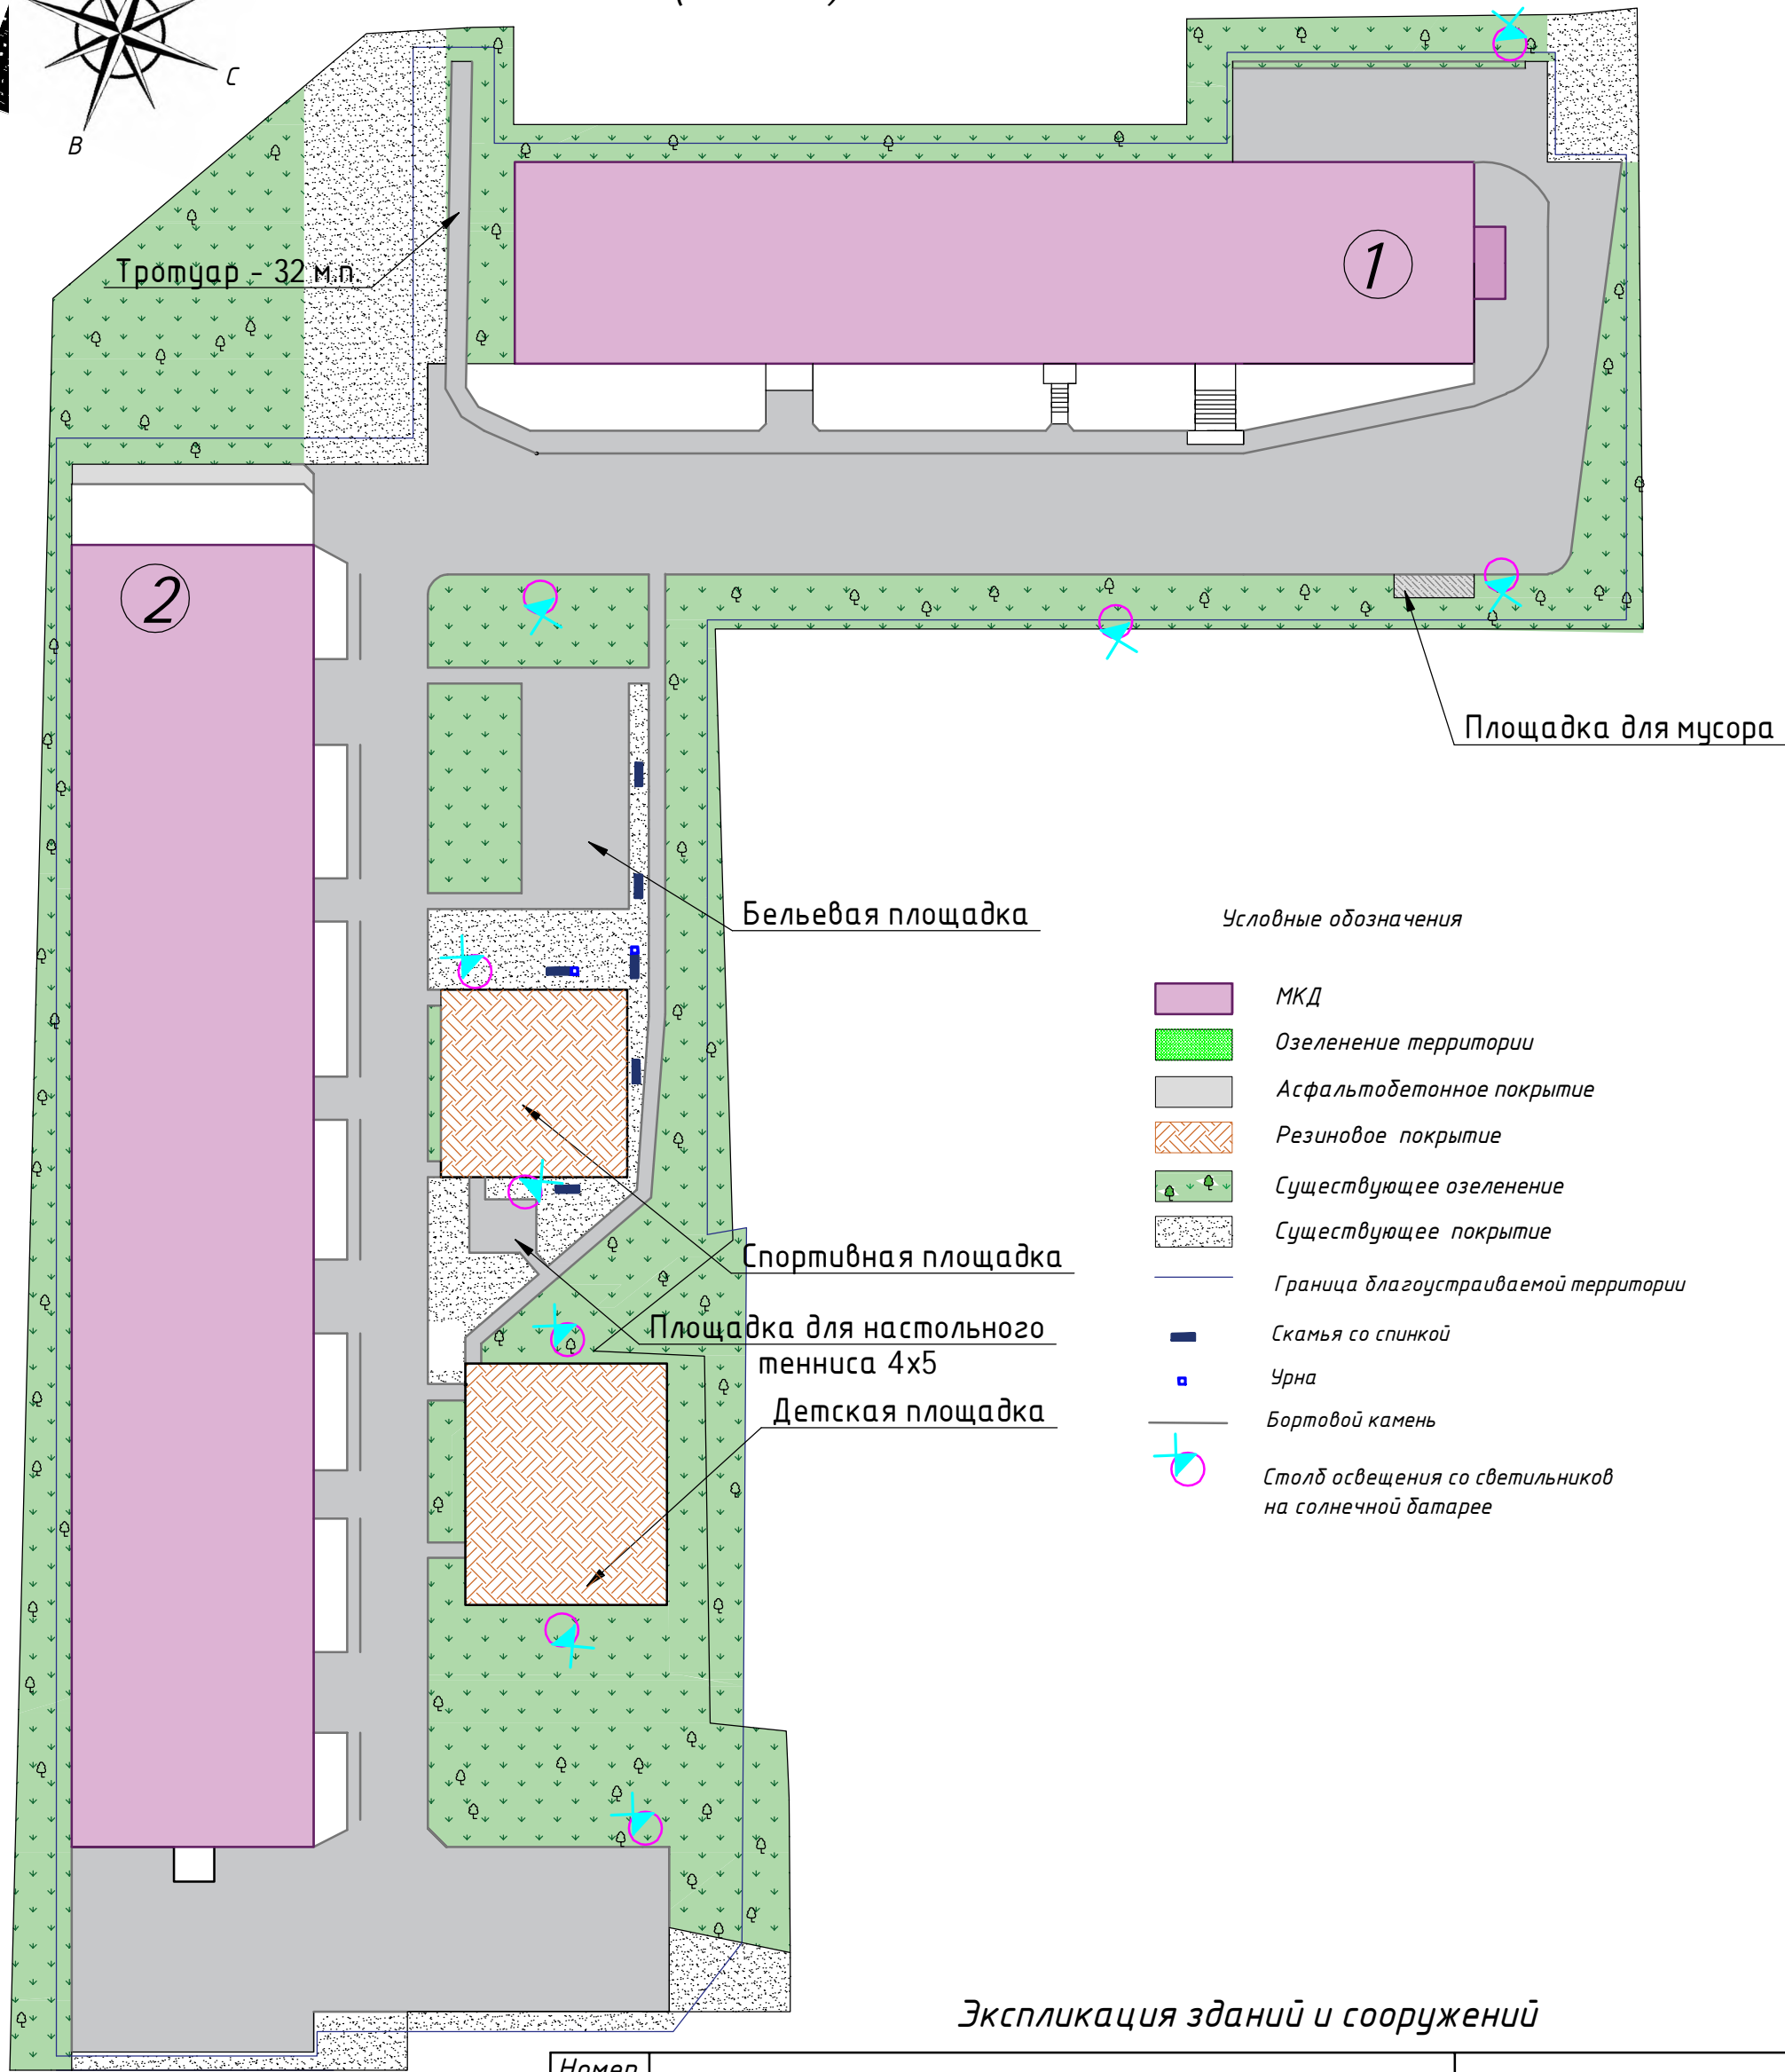 С
В
Тротуар - 32 м.п.
1
2
Площадка для мусора
Бельевая площадка
Спортивная площадка
Площадка для настольного
тенниса 4х5
Детская площадка
Условные обозначения
МКД
Озеленение территории
Асфальтобетонное покрытие
Резиновое покрытие
Существующее озеленение
Существующее покрытие
Граница благоустраиваемой территории
Скамья со спинкой
Урна
Бортовой камень
Столб освещения со светильников
на солнечной батарее
Экспликация зданий и сооружений
Номер